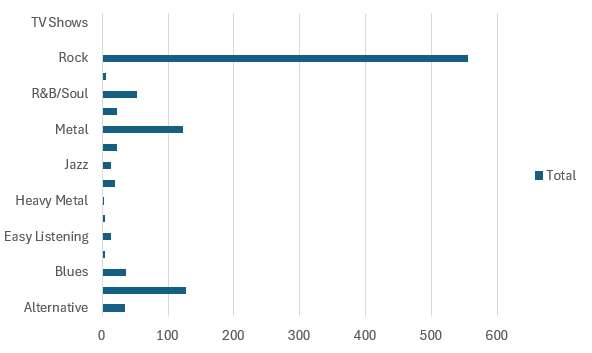 TV Shows
Rock
R&B/Soul
Metal
Jazz
Heavy Metal
Easy Listening
Blues
Alternative
0 100 200 300 400 500 600
Total